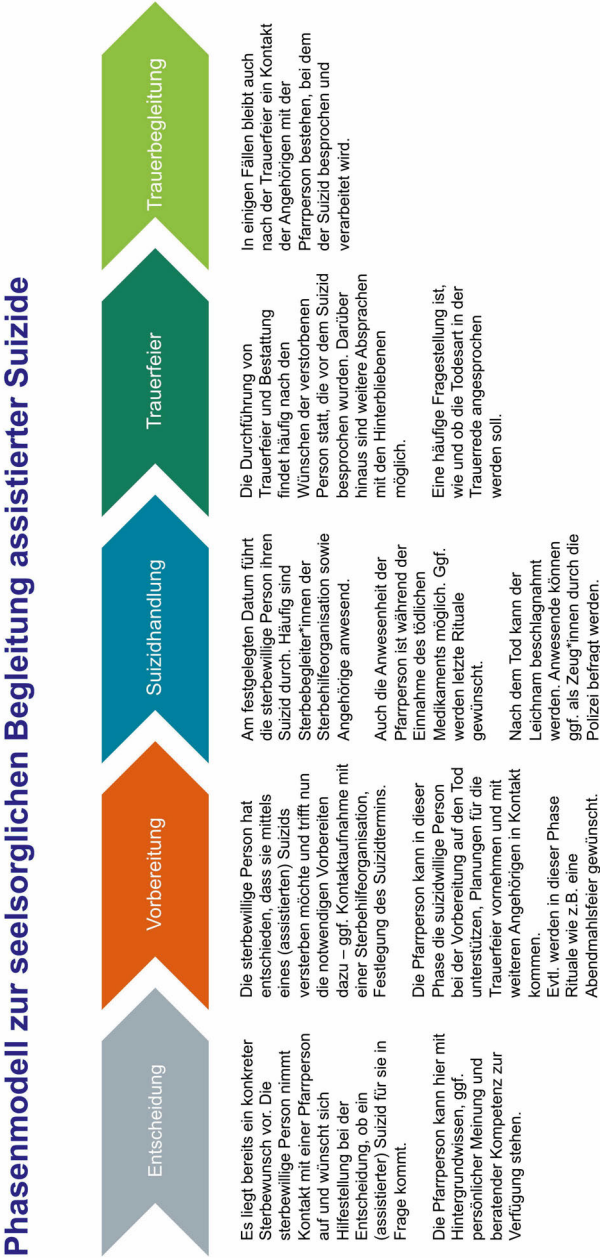 Phasenmodell zur seelsorglichen Begleitung assistierter Suizide
Entscheidung
Es liegt bereits ein konkreter
Sterbewunsch vor. Die
sterbewillige Person nimmt
Kontakt mit einer Pfarrperson
auf und wünscht sich
Hilfestellung bei der
Entscheidung, ob ein
(assistierter) Suizid für sie in
Frage kommt.
Die Pfarrperson kann hier mit
Hintergrundwissen, ggf.
persönlicher Meinung und
beratender Kompetenz zur
Verfügung stehen.
Vorbereitung
Die sterbewillige Person hat
entschieden, dass sie mittels
eines (assistierten) Suizids
versterben möchte und trifft nun
die notwendigen Vorbereiten
dazu – ggf. Kontaktaufnahme mit
einer Sterbehilfeorganisation,
Festlegung des Suizidtermins.
Die Pfarrperson kann in dieser
Phase die suizidwillige Person
bei der Vorbereitung auf den Tod
unterstützen, Planungen für die
Trauerfeier vornehmen und mit
weiteren Angehörigen in Kontakt
kommen.
Evtl. werden in dieser Phase
Rituale wie z.B. eine
Abendmahlsfeier gewünscht.
Suizidhandlung
Am festgelegten Datum führt
die sterbewillige Person ihren
Suizid durch. Häufig sind
Sterbebegleiter*innen der
Sterbehilfeorganisation sowie
Angehörige anwesend.
Auch die Anwesenheit der
Pfarrperson ist während der
Einnahme des tödlichen
Medikaments möglich. Ggf.
werden letzte Rituale
gewünscht.
Nach dem Tod kann der
Leichnam beschlagnahmt
werden. Anwesende können
ggf. als Zeug*innen durch die
Polizei befragt werden.
Trauerfeier
Die Durchführung von
Trauerfeier und Bestattung
findet häufig nach den
Wünschen der verstorbenen
Person statt, die vor dem Suizid
besprochen wurden. Darüber
hinaus sind weitere Absprachen
mit den Hinterbliebenen
möglich.
Eine häufige Fragestellung ist,
wie und ob die Todesart in der
Trauerrede angesprochen
werden soll.
Trauerbegleitung
In einigen Fällen bleibt auch
nach der Trauerfeier ein Kontakt
der Angehörigen mit der
Pfarrperson bestehen, bei dem
der Suizid besprochen und
verarbeitet wird.